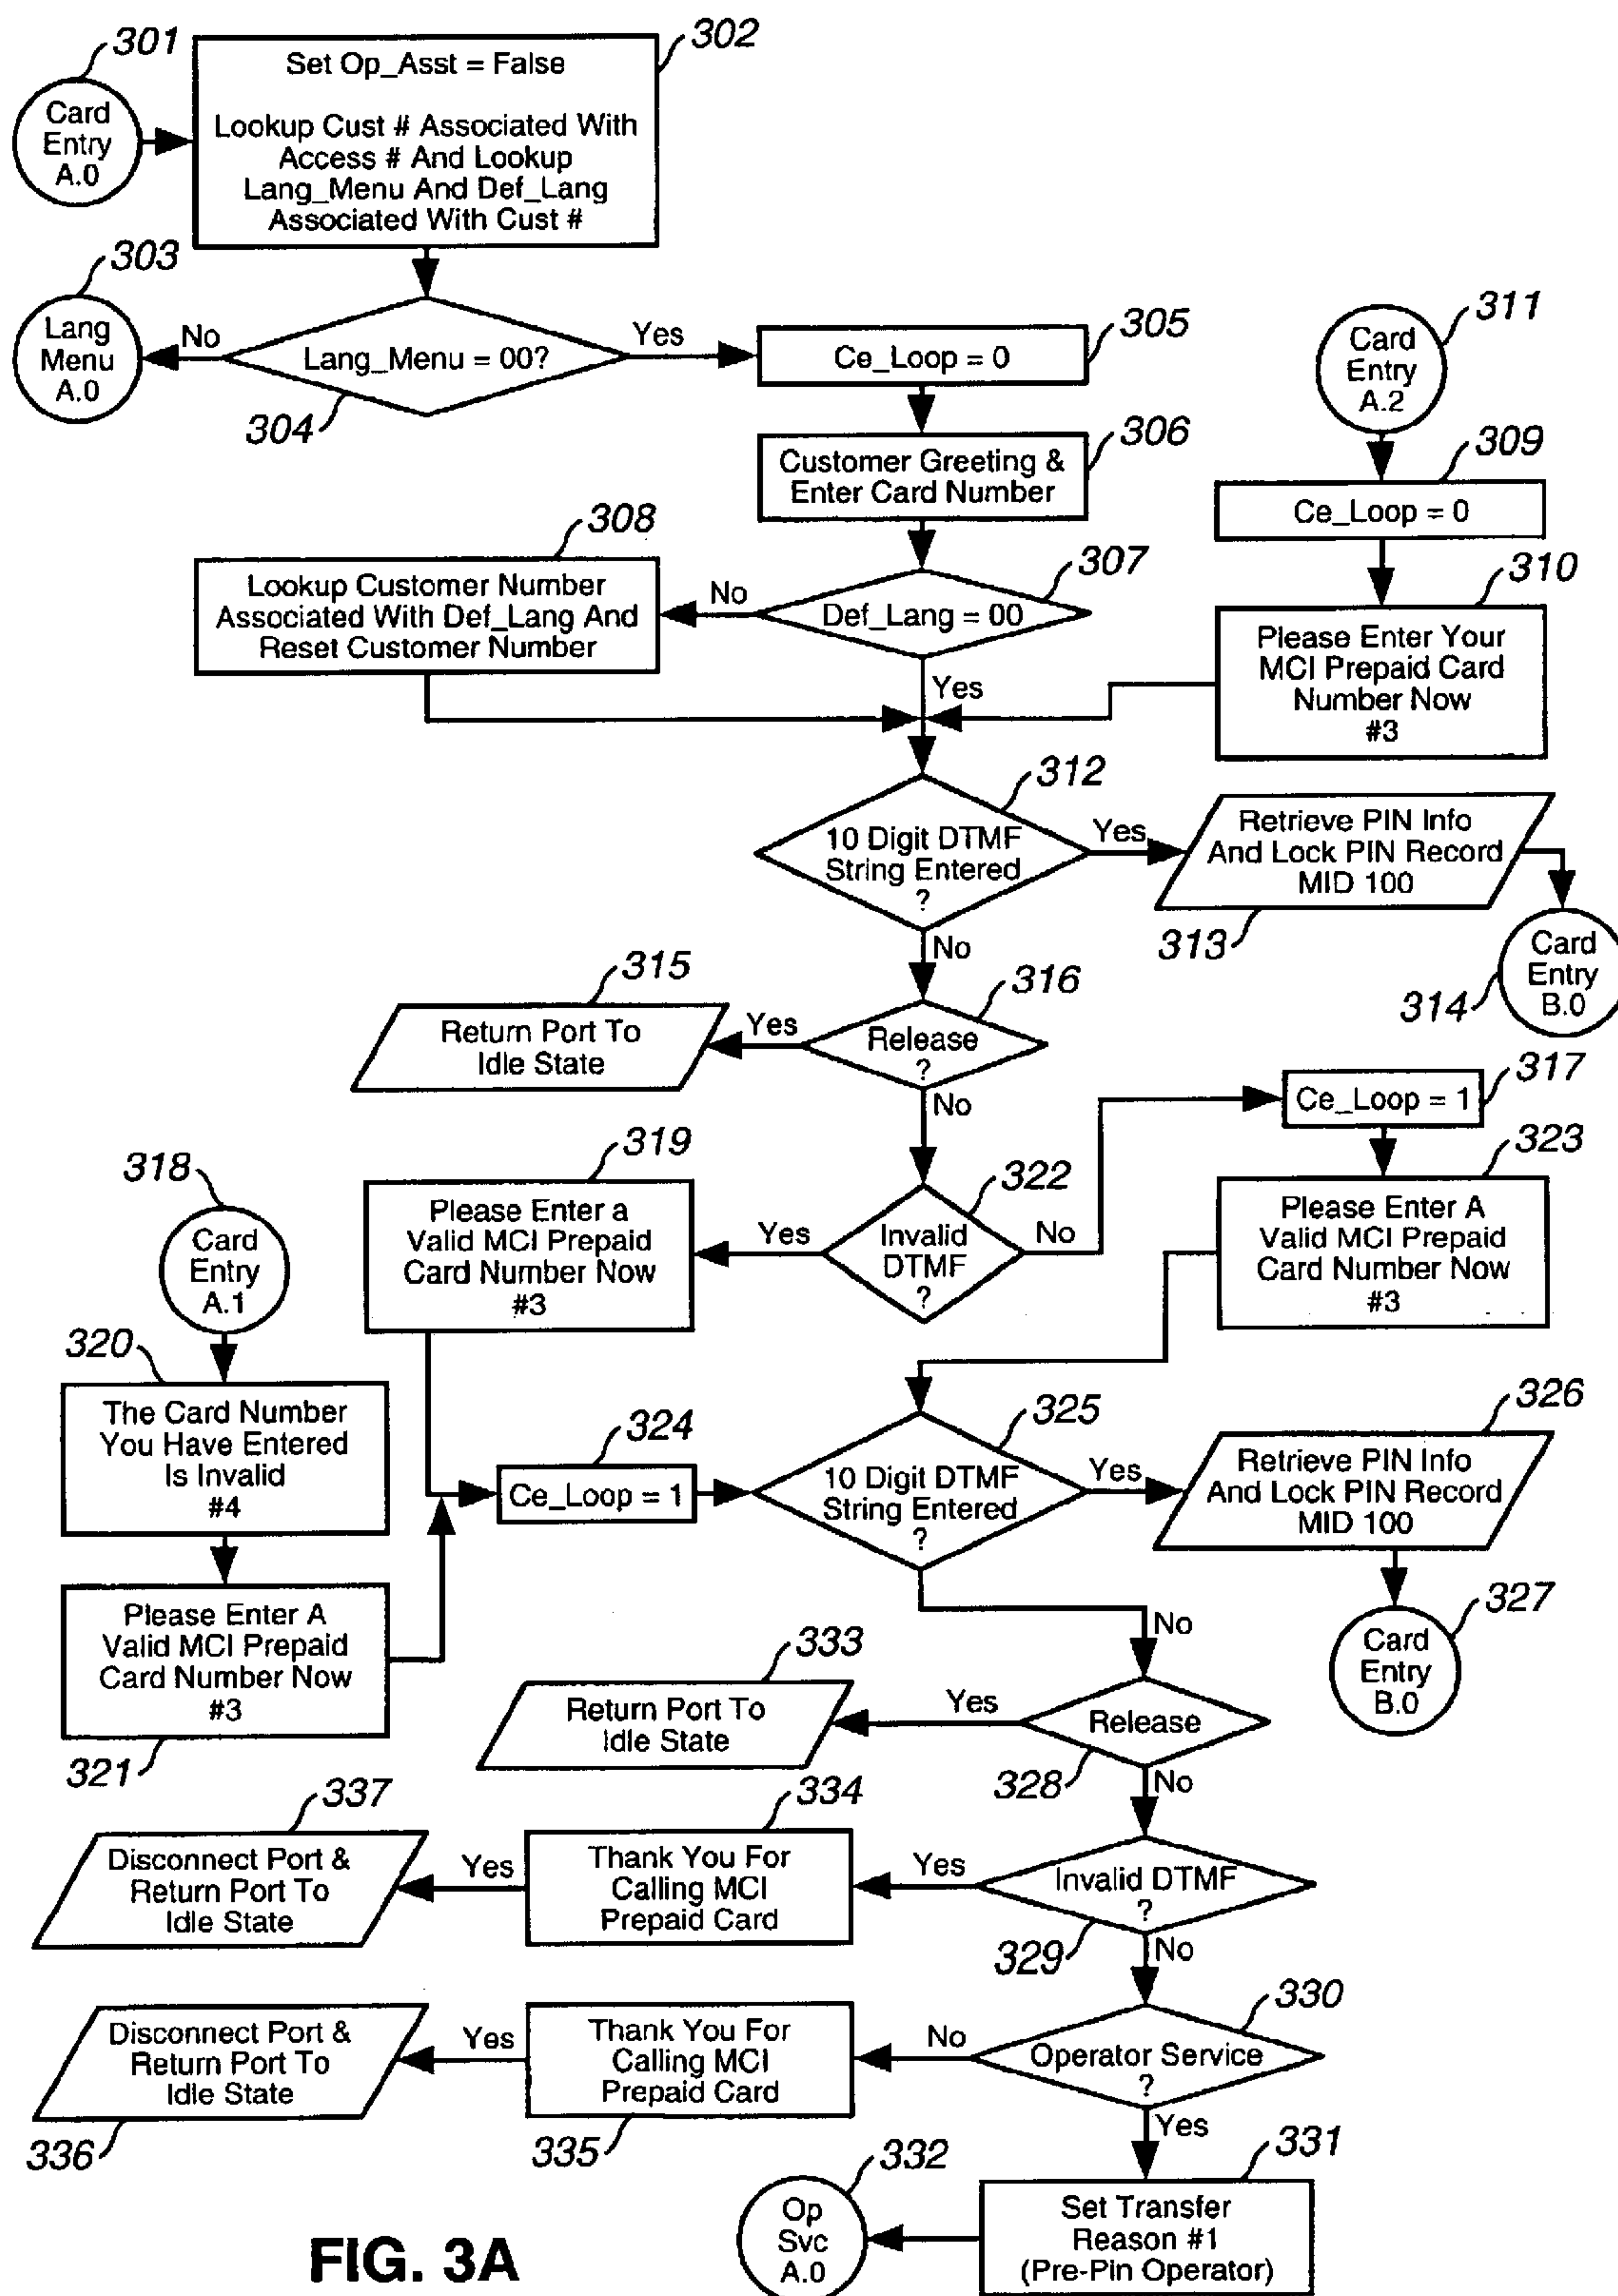 301
Card
Entry
A.0
302
Set Op_Asst = False
Lookup Cust # Associated With
Access # And Lookup
Lang_Menu And Def_Lang
Associated With Cust #
303
Lang
Menu
A.0
No
Lang_Menu = 00?
304
Yes
Ce_Loop = 0
305
311
Card
Entry
A.2
Customer Greeting &
Enter Card Number
306
309
Ce_Loop = 0
308
Lookup Customer Number
Associated With Def_Lang And
Reset Customer Number
No
Def_Lang = 00
307
Yes
310
Please Enter Your
MCI Prepaid Card
Number Now
#3
312
10 Digit DTMF
String Entered
?
Yes
Retrieve PIN Info
And Lock PIN Record
MID 100
313
Card
Entry
B.0
314
No
315
Return Port To
Idle State
Yes
316
Release
?
No
Ce_Loop = 1
317
318
Card
Entry
A.1
319
Please Enter a
Valid MCI Prepaid
Card Number Now
#3
Yes
322
Invalid
DTMF
?
No
323
Please Enter A
Valid MCI Prepaid
Card Number Now
#3
320
The Card Number
You Have Entered
Is Invalid
#4
324
Ce_Loop = 1
325
10 Digit DTMF
String Entered
?
Yes
326
Retrieve PIN Info
And Lock PIN Record
MID 100
327
Card
Entry
B.0
Please Enter A
Valid MCI Prepaid
Card Number Now
#3
321
No
333
Return Port To
Idle State
Yes
Release
328
No
337
Disconnect Port &
Return Port To
Idle State
Yes
334
Thank You For
Calling MCI
Prepaid Card
Yes
Invalid DTMF
?
329
No
Disconnect Port &
Return Port To
Idle State
336
Yes
Thank You For
Calling MCI
Prepaid Card
335
No
330
Operator Service
?
Yes
331
Set Transfer
Reason #1
(Pre-Pin Operator)
332
Op
Svc
A.0
FIG. 3A